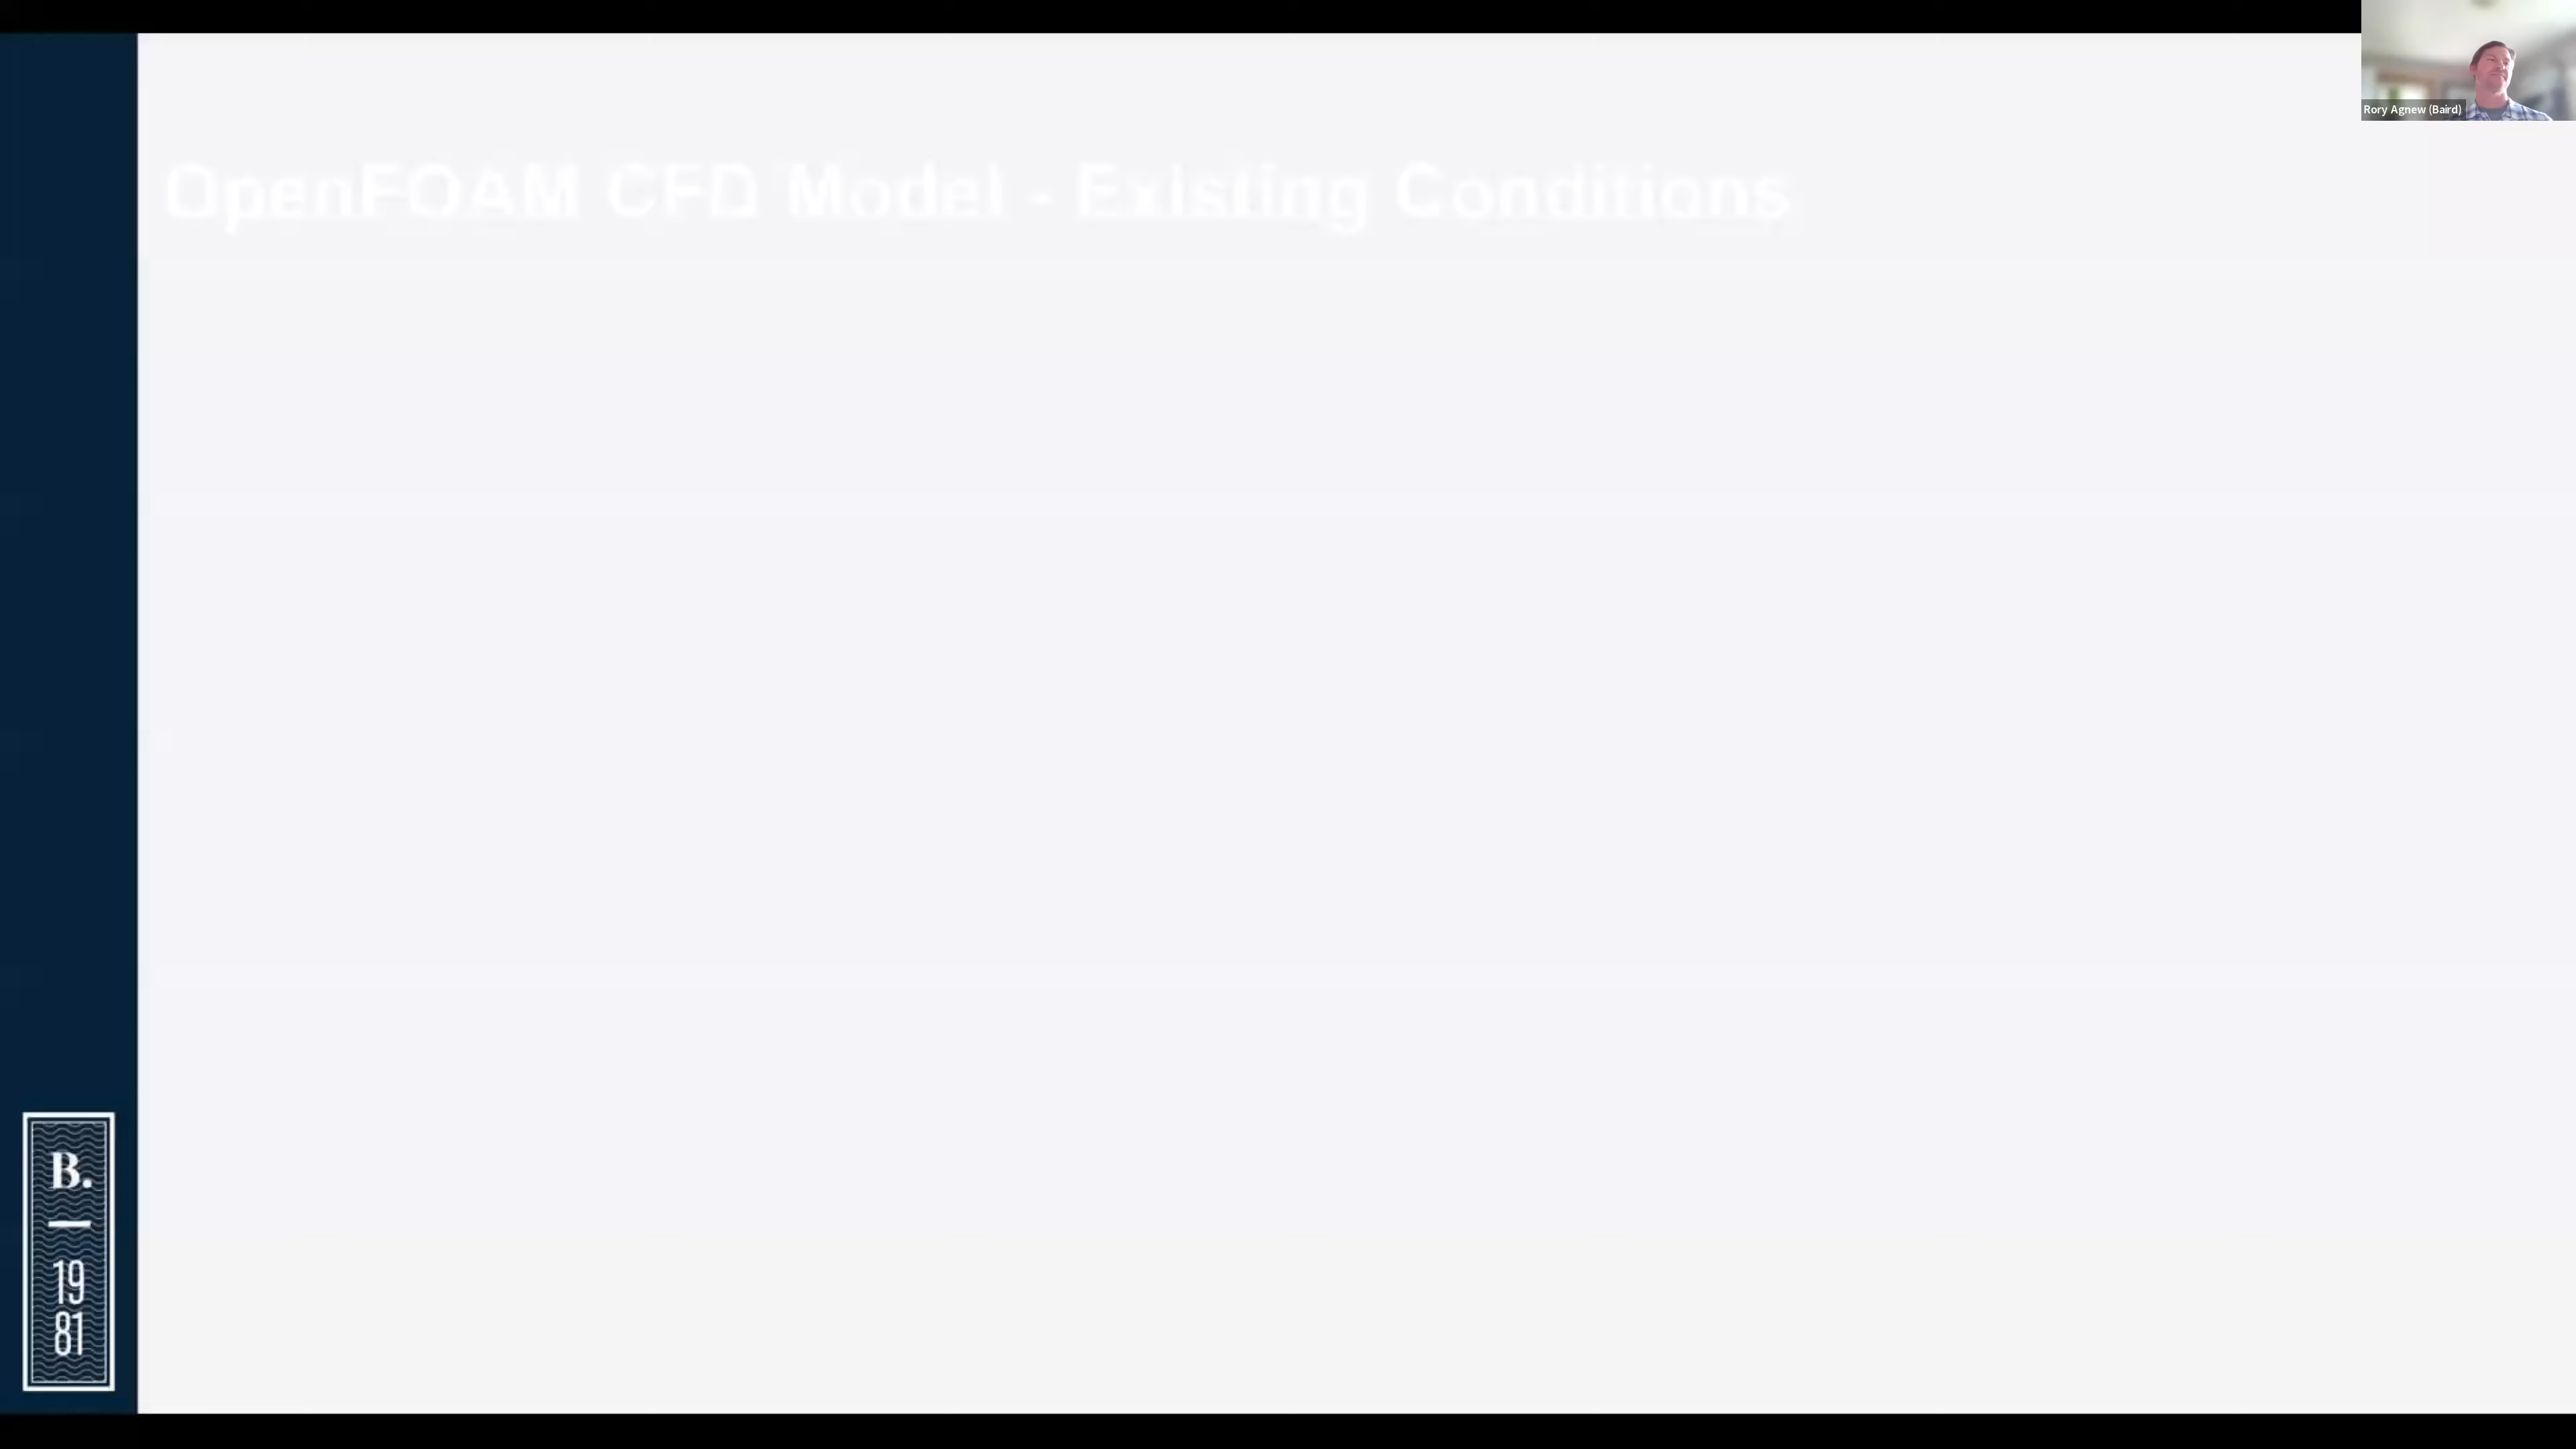 Rory Agnew (Baird)
OpenFOAM CFD Model - Existing Conditions
B.
19
81